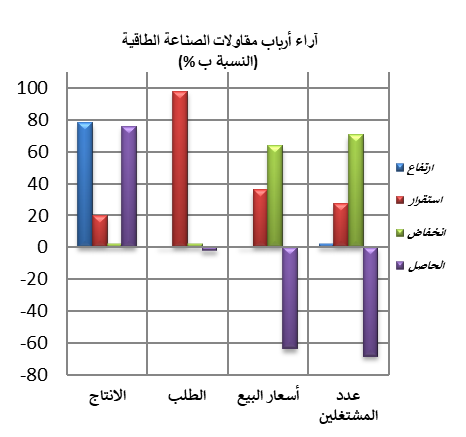 آراء أرباب مقاولات الصناعة الطاقية
(النسبة ب %)
100
80
60
40
20
0
-20
-40
-60
-80
ارتفاع
استقرار
انخفاض
الحاصل
الانتاج
الطلب
أسعار البيع
عدد
المشتغلين